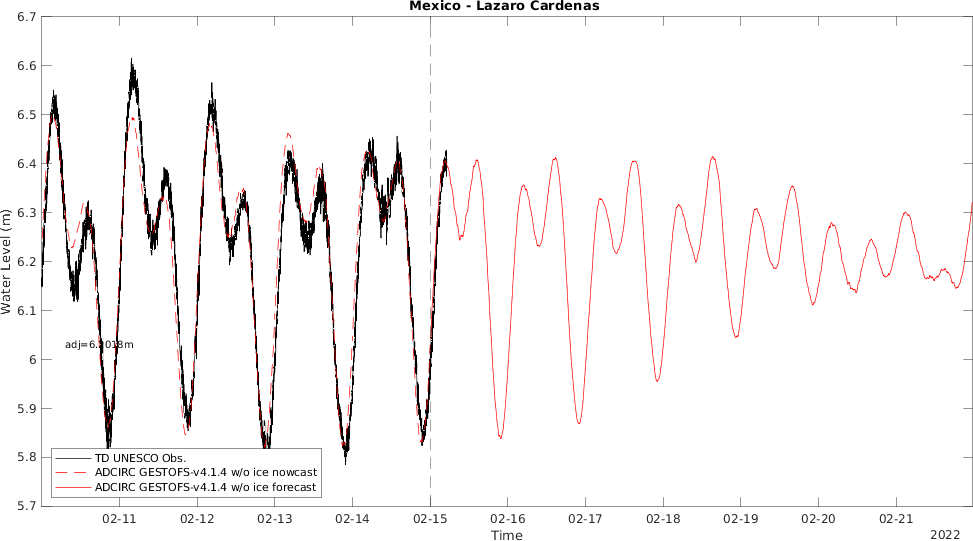 Mexico - Lazaro Cardenas
Water Level (m)
6.7
6.6
6.5
6.4
6.3
6.2
6.1
6
5.9
5.8
5.7
TD UNESCO Obs.
ADCIRC GESTOFS-v4.1.4 w/o ice nowcast
ADCIRC GESTOFS-v4.1.4 w/o ice forecast
02-11 02-12 02-13 02-14 02-15 02-16 02-17 02-18 02-19 02-20 02-21
Time
2022